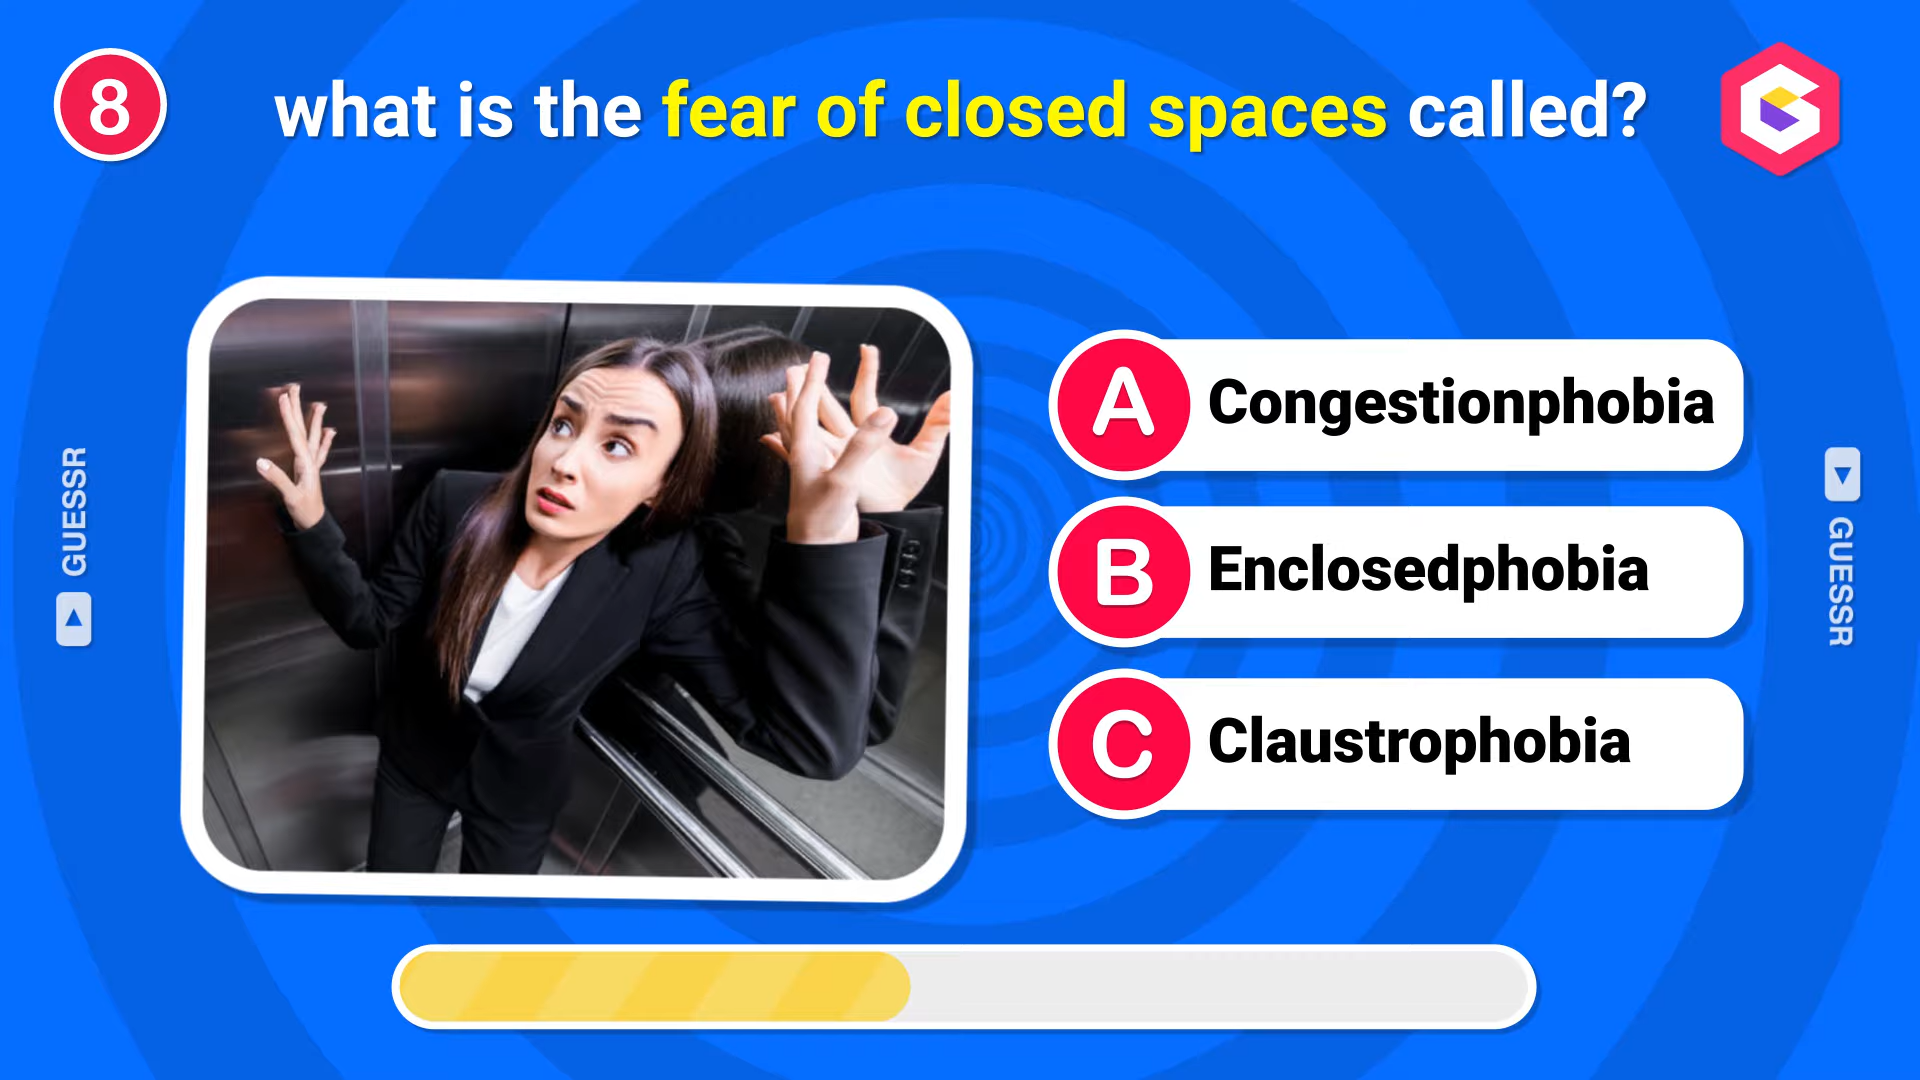 8
what is the fear of closed spaces called?
A Congestionphobia
B Enclosedphobia
C Claustrophobia
GUESSR
GUESSR